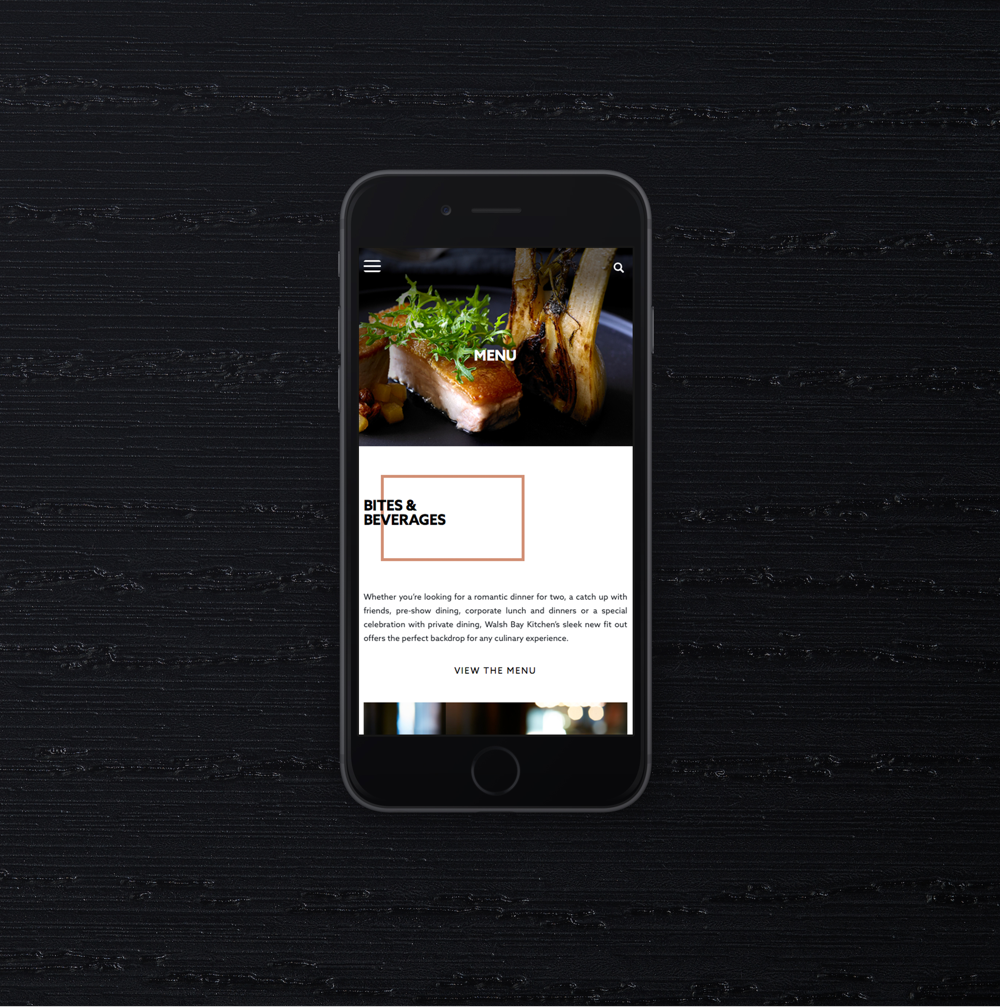 MENU
BITES &
BEVERAGES
Whether you're looking for a romantic dinner for two, a catch up with
friends, pre-show dining, corporate lunch and dinners or a special
celebration with private dining, Walsh Bay Kitchen's sleek new fit out
offers the perfect backdrop for any culinary experience.
VIEW THE MENU